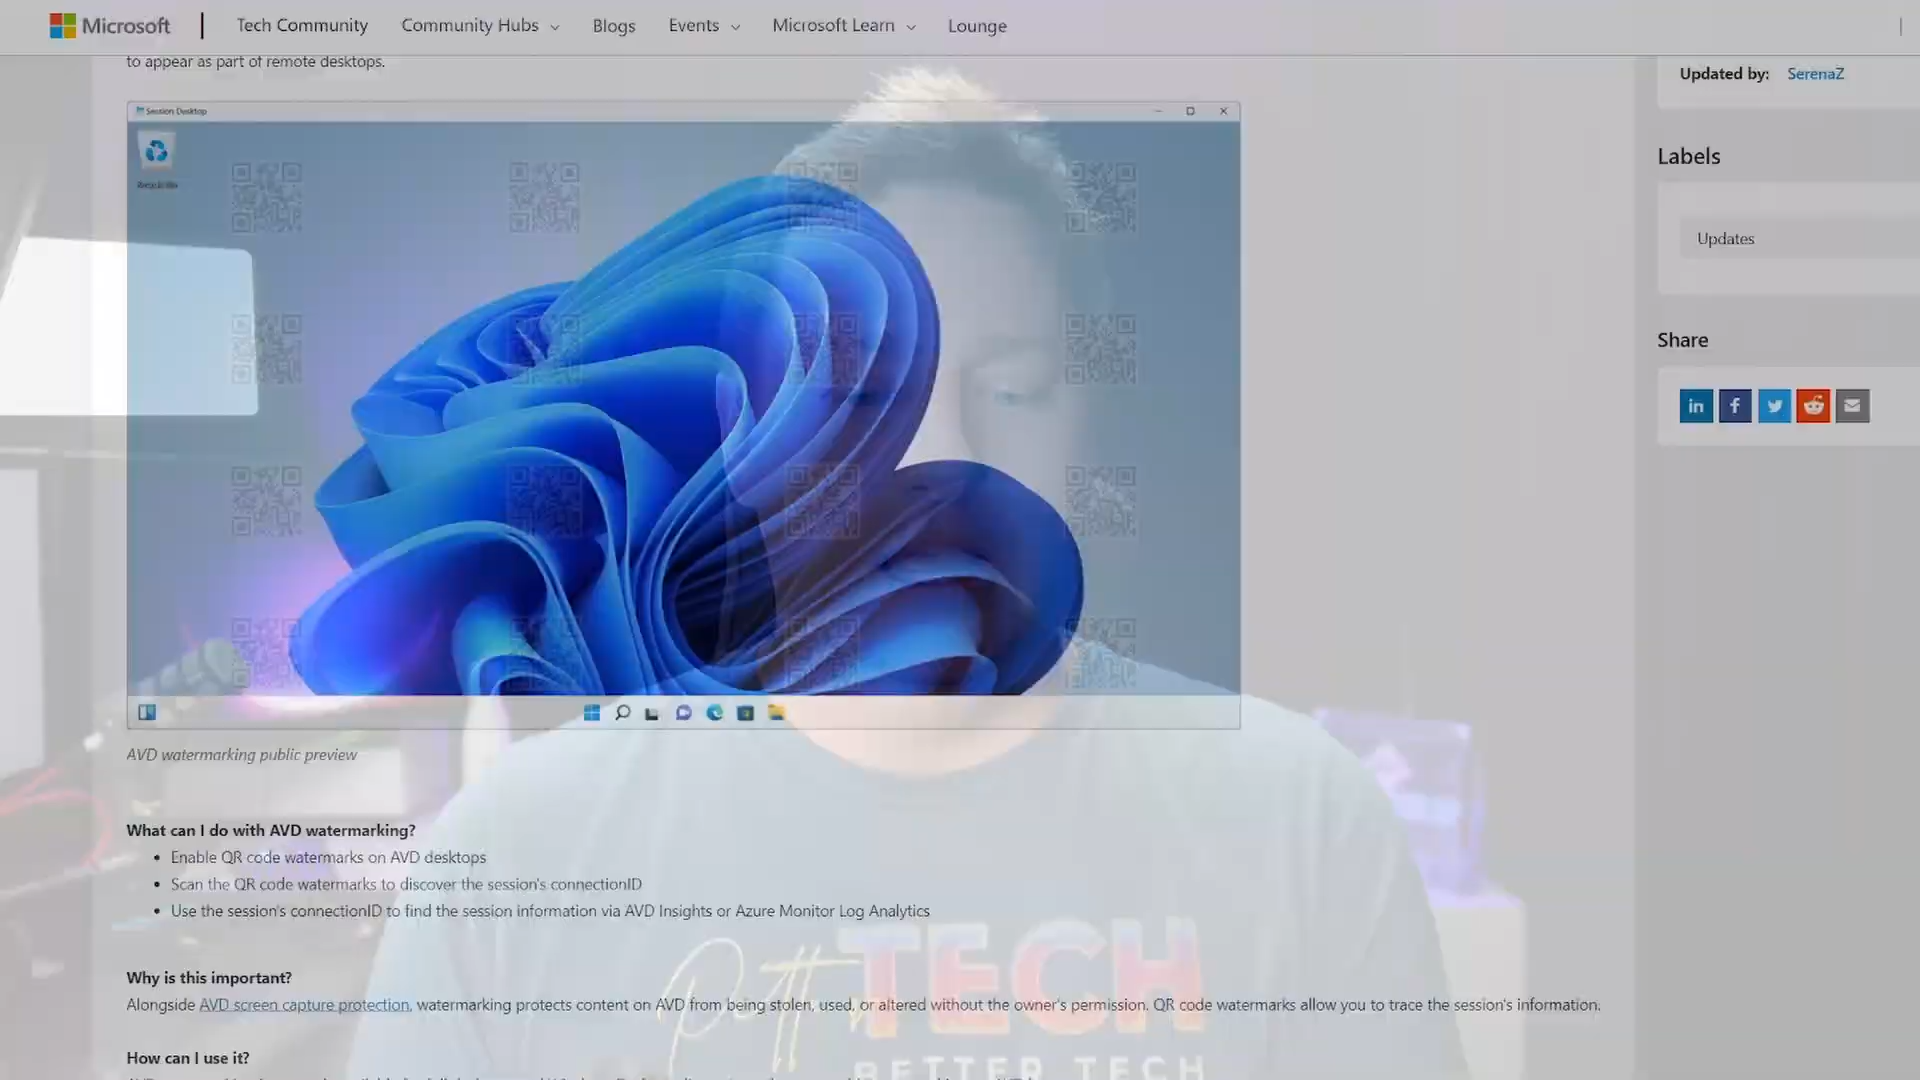 Microsoft
Tech Community
Community Hubs
Blogs
Events
Microsoft Learn
Lounge
to appear as part of remote desktops.
Updated by: SerenaZ
Session Desktop
Recycle Bin
Labels
Updates
Share
AVD watermarking public preview
What can I do with AVD watermarking?
• Enable QR code watermarks on AVD desktops
• Scan the QR code watermarks to discover the session's connectionID
• Use the session's connectionID to find the session information via AVD Insights or Azure Monitor Log Analytics
Why is this important?
Alongside AVD screen capture protection, watermarking protects content on AVD from being stolen, used, or altered without the owner's permission. QR code watermarks allow you to trace the session's information.
How can I use it?
TECH
BETTER TECH